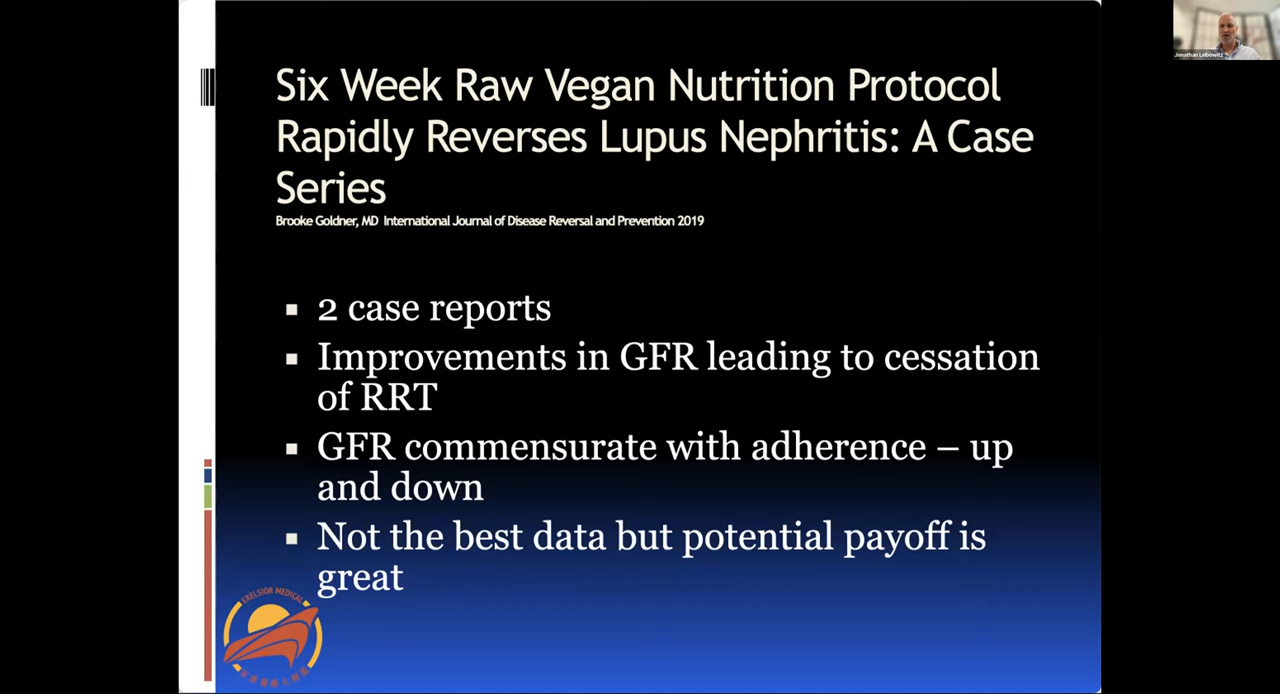 Six Week Raw Vegan Nutrition Protocol
Rapidly Reverses Lupus Nephritis: A Case
Series
Brooke Goldner, MD International Journal of Disease Reversal and Prevention 2019
▪ 2 case reports
▪ Improvements in GFR leading to cessation
of RRT
▪ GFR commensurate with adherence – up
and down
▪ Not the best data but potential payoff is
great
EXELSIOR MEDICAL
Jonathan Leibowitz